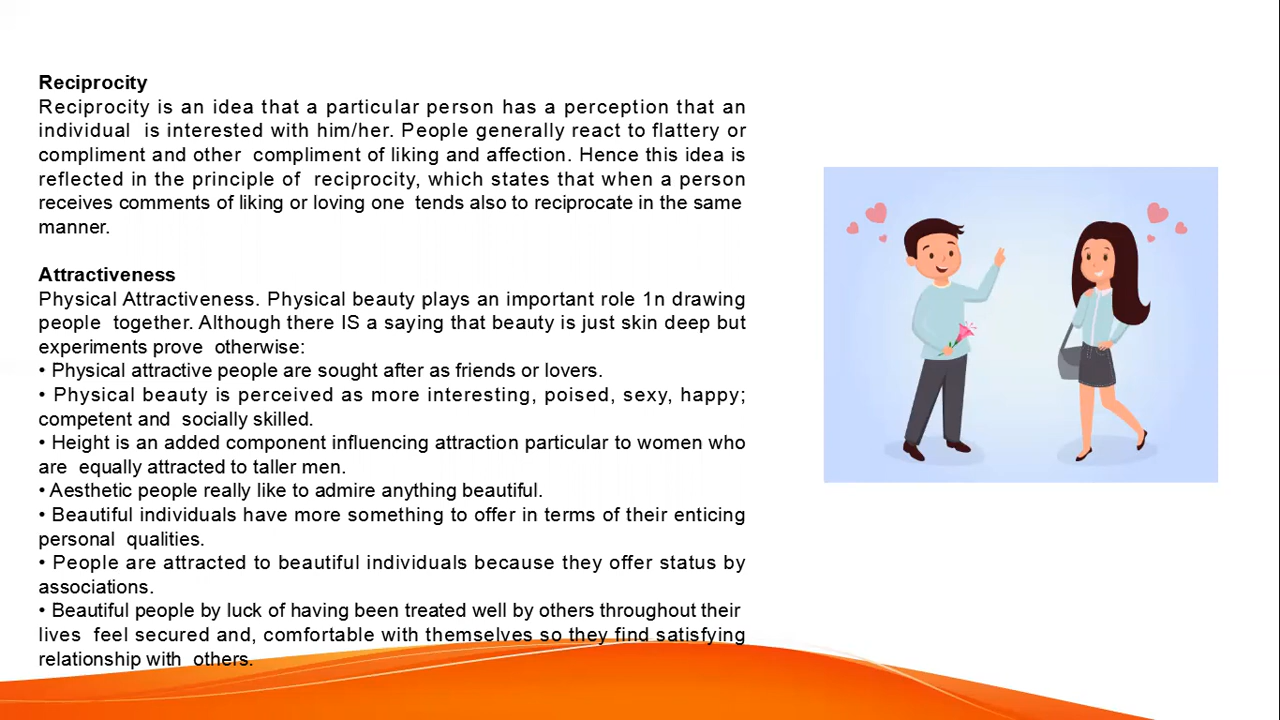 Reciprocity
Reciprocity is an idea that a particular person has a perception that an
individual is interested with him/her. People generally react to flattery or
compliment and other compliment of liking and affection. Hence this idea is
reflected in the principle of reciprocity, which states that when a person
receives comments of liking or loving one tends also to reciprocate in the same
manner.
Attractiveness
Physical Attractiveness. Physical beauty plays an important role 1n drawing
people together. Although there IS a saying that beauty is just skin deep but
experiments prove otherwise:
• Physical attractive people are sought after as friends or lovers.
• Physical beauty is perceived as more interesting, poised, sexy, happy;
competent and socially skilled.
• Height is an added component influencing attraction particular to women who
are equally attracted to taller men.
• Aesthetic people really like to admire anything beautiful.
• Beautiful individuals have more something to offer in terms of their enticing
personal qualities.
• People are attracted to beautiful individuals because they offer status by
associations.
• Beautiful people by luck of having been treated well by others throughout their
lives feel secured and, comfortable with themselves so they find satisfying
relationship with others.